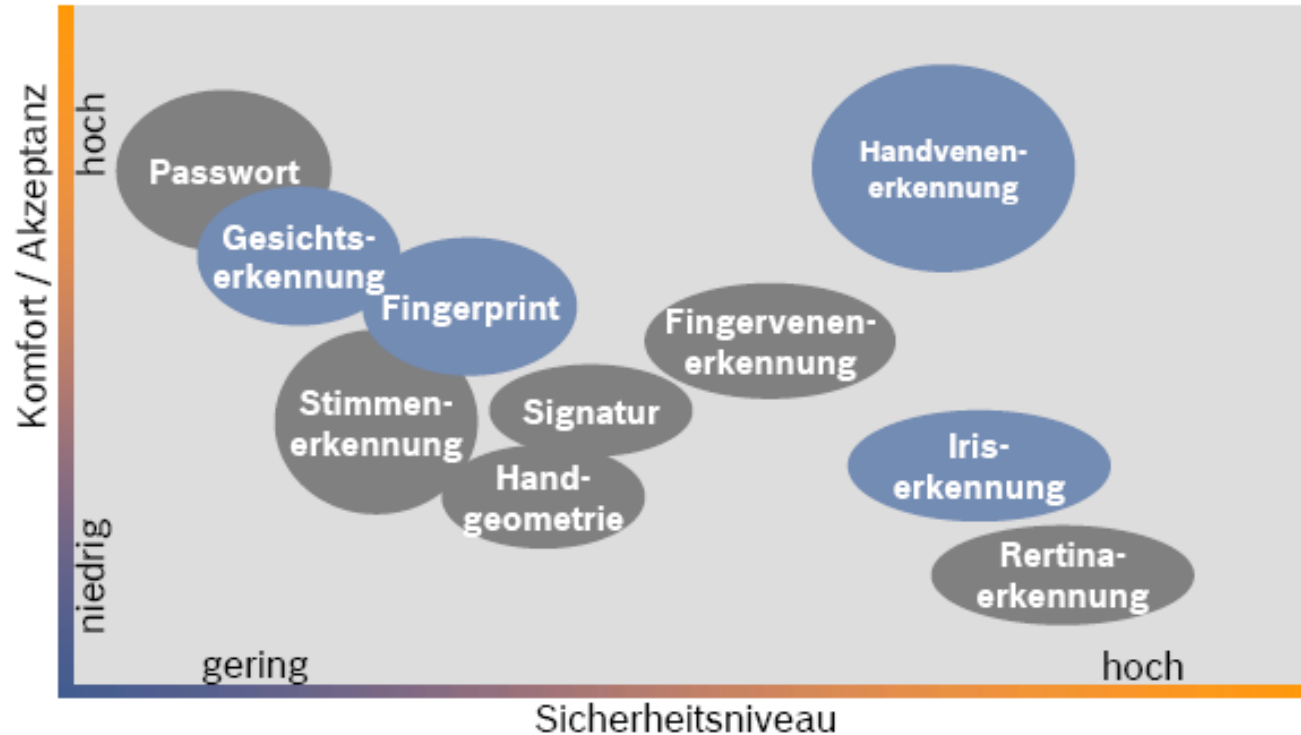 Komfort / Akzeptanz
hoch
niedrig
Passwort
Gesichts-
erkennung
Fingerprint
Stimmen-
erkennung
Signatur
Hand-
geometrie
Fingervenen-
erkennung
Handvenen-
erkennung
Iris-
erkennung
Rertina-
erkennung
gering
hoch
Sicherheitsniveau